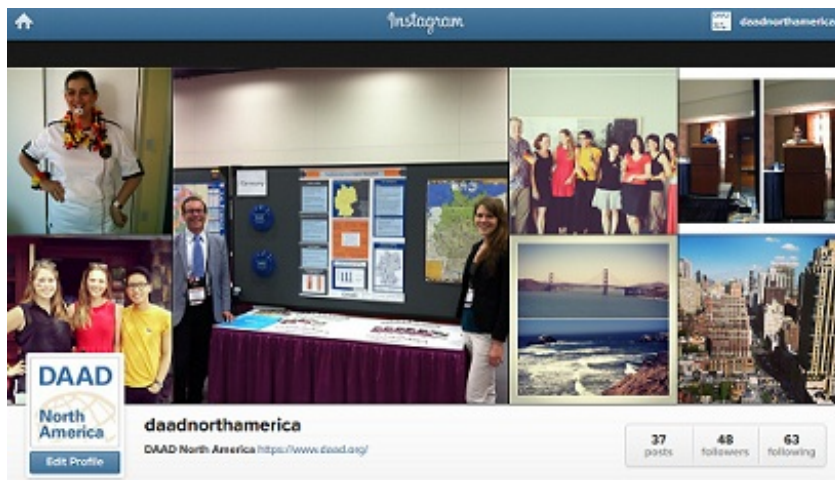 Instagram
daadnorthamerica
Germany
DAAD
North
America
Edit Profile
daadnorthamerica
DAAD North America https://www.daad.org/
37 posts
48 followers
63 following